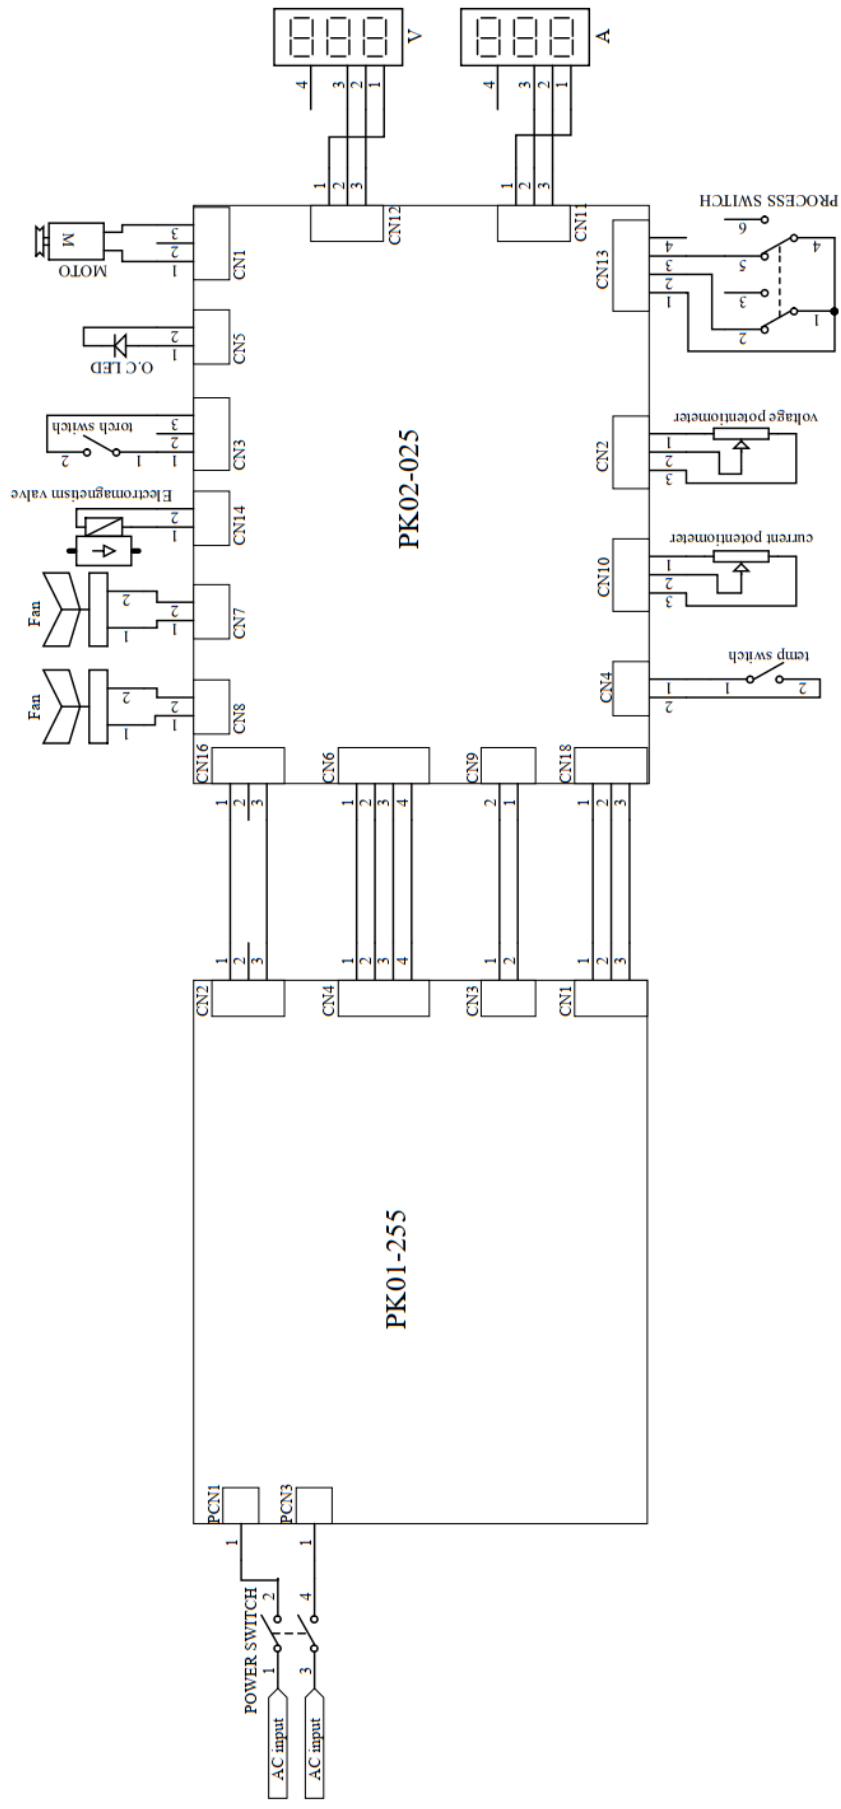 V
A
4
3
2
1
4
3
2
1
1
2
3
1
2
3
CN12
CN11
M
MOTO
3
2
1
CN1
O.C LED
2
1
CN5
torch switch
2
1
3
2
1
CN3
Electromagnetism valve
2
1
CN14
Fan
2
1
2
1
CN7
Fan
2
1
2
1
CN8
PROCESS SWITCH
6
5
4
3
2
1
4
3
2
1
CN13
voltage potentiometer
1
2
3
CN2
current potentiometer
1
2
3
CN10
temp switch
1
2
1
2
CN4
PK02-025
CN16
CN6
CN9
CN18
1
2
3
1
2
3
4
2
1
1
2
3
1
2
3
1
2
3
4
1
2
1
2
3
CN2
CN4
CN3
CN1
PK01-255
PCN1
PCN3
1
1
POWER SWITCH
2
4
1
3
AC input
AC input